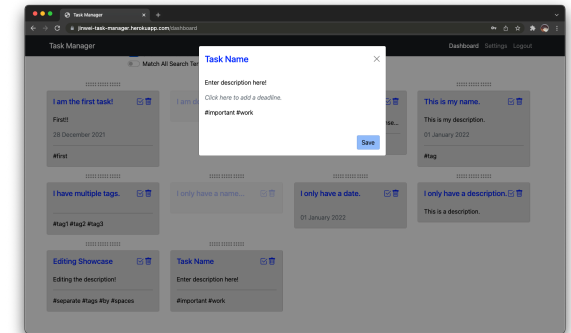 Task Manager
jinwei-task-manager.herokuapp.com/dashboard
Task Manager
Dashboard Settings Logout
Match All Search Ter
Task Name
Enter description here!
Click here to add a deadline.
#important #work
Save
I am the first task!
First!!
28 December 2021
#first
I am d
nse...
This is my name.
This is my description.
01 January 2022
#tag
I have multiple tags.
#tag1 #tag2 #tag3
I only have a name...
I only have a date.
01 January 2022
I only have a description.
This is a description.
Editing Showcase
Editing the description!
#separate #tags #by #spaces
Task Name
Enter description here!
#important #work